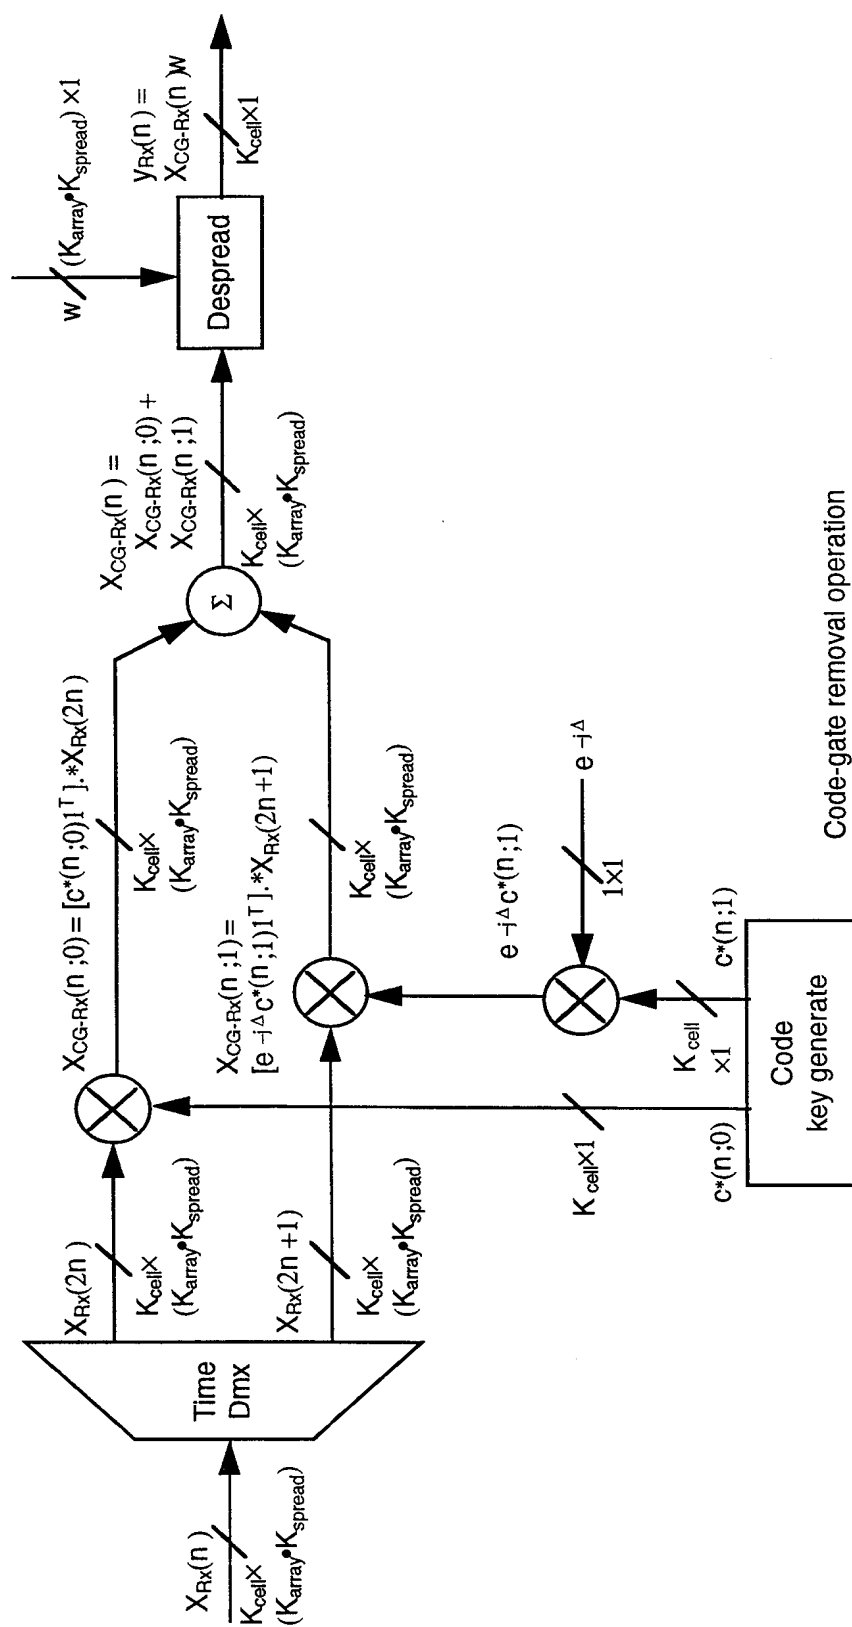 X_Rx(n)
K_cell×
(K_array•K_spread)
Time
Dmx
X_Rx(2n)
K_cell×
(K_array•K_spread)
X_Rx(2n+1)
K_cell×
(K_array•K_spread)
X_CG-Rx(n;0) = [c*(n;0)1^T].*X_Rx(2n)
K_cell×
(K_array•K_spread)
X_CG-Rx(n;1) =
[e^-jΔ c*(n;1)1^T].*X_Rx(2n+1)
K_cell×
(K_array•K_spread)
Σ
X_CG-Rx(n) =
X_CG-Rx(n;0) +
X_CG-Rx(n;1)
K_cell×
(K_array•K_spread)
w
(K_array•K_spread)×1
Despread
y_Rx(n) =
X_CG-Rx(n)w
K_cell×1
e^-jΔ c*(n;1)
e^-jΔ
1×1
K_cell×1
K_cell
×1
c*(n;0)
c*(n;1)
Code
key generate
Code-gate removal operation